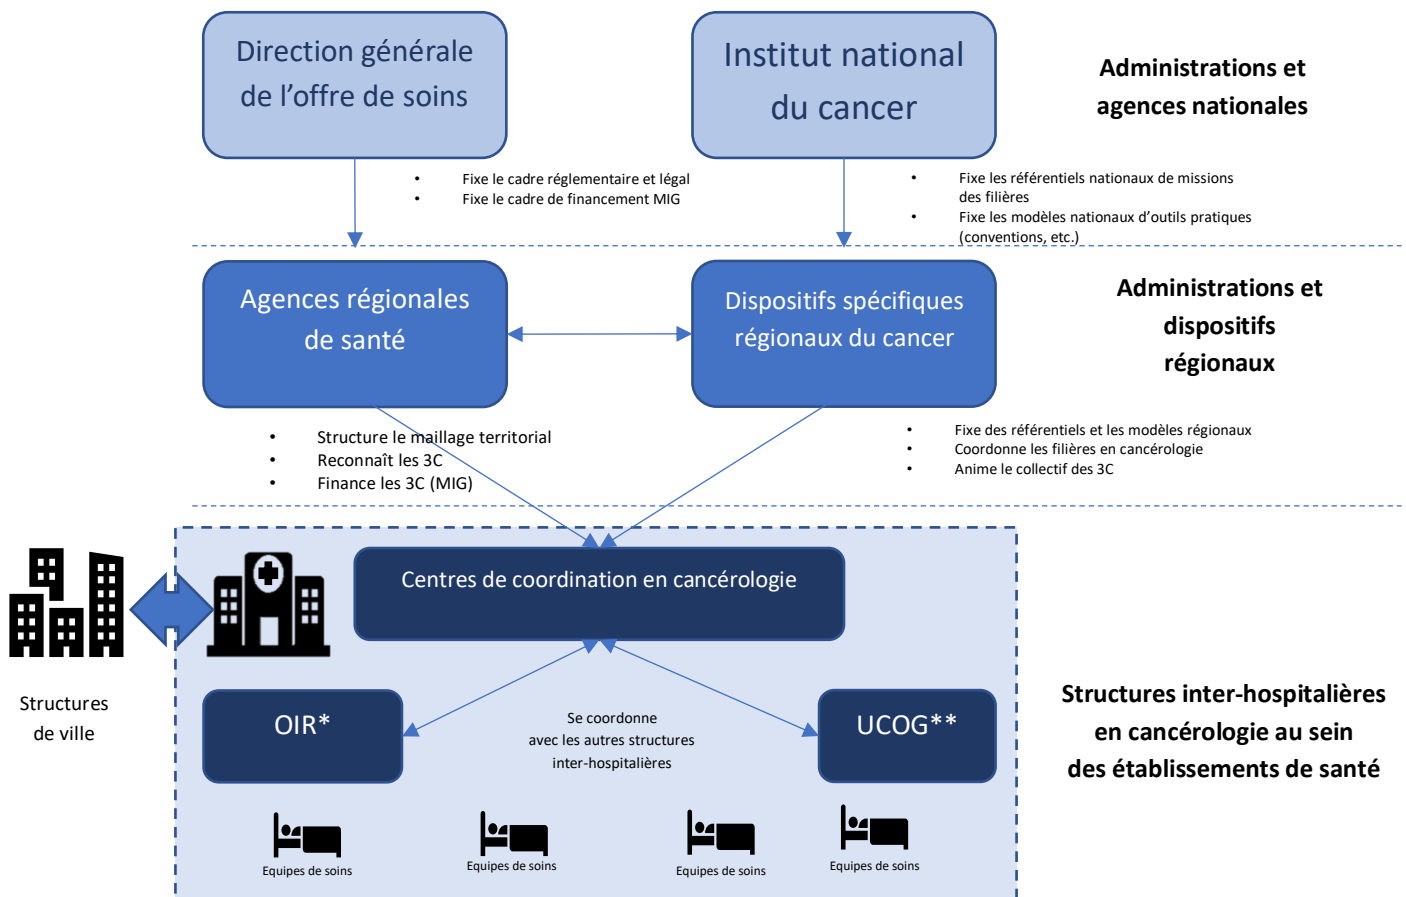 Direction générale
de l’offre de soins
Institut national
du cancer
Administrations et
agences nationales
• Fixe le cadre réglementaire et légal
• Fixe le cadre de financement MIG
• Fixe les référentiels nationaux de missions
des filières
• Fixe les modèles nationaux d’outils pratiques
(conventions, etc.)
Agences régionales
de santé
Dispositifs spécifiques
régionaux du cancer
Administrations et
dispositifs
régionaux
• Structure le maillage territorial
• Reconnaît les 3C
• Finance les 3C (MIG)
• Fixe des référentiels et les modèles régionaux
• Coordonne les filières en cancérologie
• Anime le collectif des 3C
Centres de coordination en cancérologie
Structures
de ville
OIR*
Se coordonne
avec les autres structures
inter-hospitalières
UCOG**
Structures inter-hospitalières
en cancérologie au sein
des établissements de santé
Equipes de soins
Equipes de soins
Equipes de soins
Equipes de soins